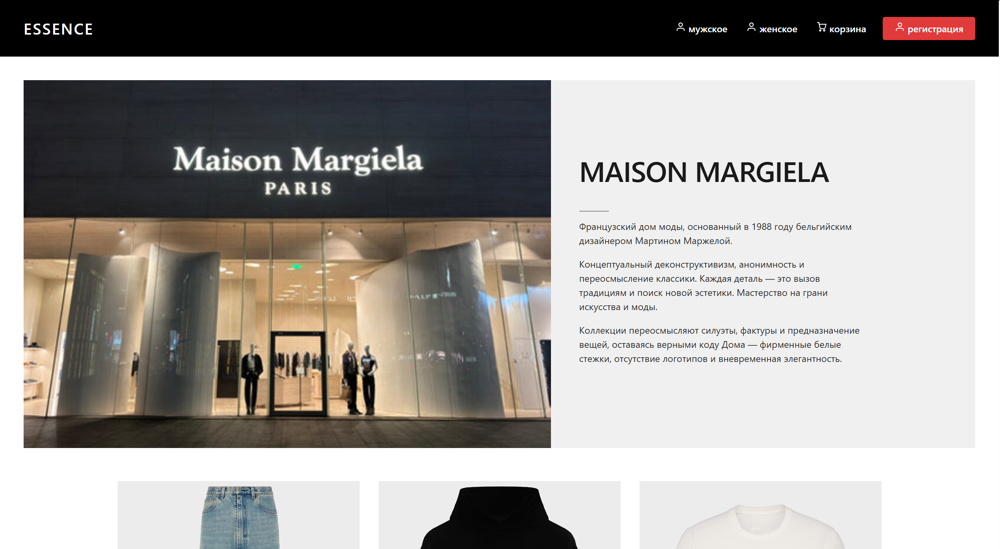 ESSENCE
мужское
женское
корзина
регистрация
Maison Margiela
PARIS
MAISON MARGIELA
Французский дом моды, основанный в 1988 году бельгийским
дизайнером Мартином Маржелой.
Концептуальный деконструктивизм, анонимность и
переосмысление классики. Каждая деталь — это вызов
традициям и поиск новой эстетики. Мастерство на грани
искусства и моды.
Коллекции переосмысляют силуэты, фактуры и предназначение
вещей, оставаясь верными коду Дома — фирменные белые
стежки, отсутствие логотипов и вневременная элегантность.